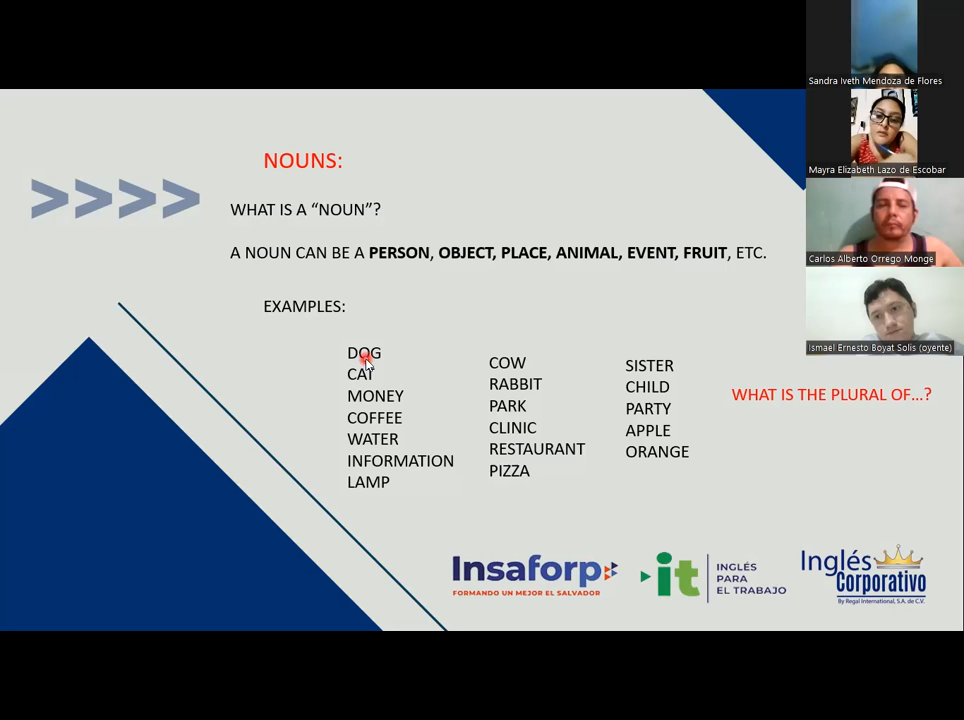 Sandra Iveth Mendoza de Flores
Mayra Elizabeth Lazo de Escobar
Carlos Alberto Orrego Monge
Ismael Ernesto Boyat Solis (oyente)
NOUNS:
>>>>
WHAT IS A “NOUN”?
A NOUN CAN BE A PERSON, OBJECT, PLACE, ANIMAL, EVENT, FRUIT, ETC.
EXAMPLES:
DOG
CAT
MONEY
COFFEE
WATER
INFORMATION
LAMP
COW
RABBIT
PARK
CLINIC
RESTAURANT
PIZZA
SISTER
CHILD
PARTY
APPLE
ORANGE
WHAT IS THE PLURAL OF...?
Insaforp
FORMANDO UN MEJOR EL SALVADOR
it
INGLÉS
PARA
EL TRABAJO
Inglés
Corporativo
By Regal International, S.A. de C.V.